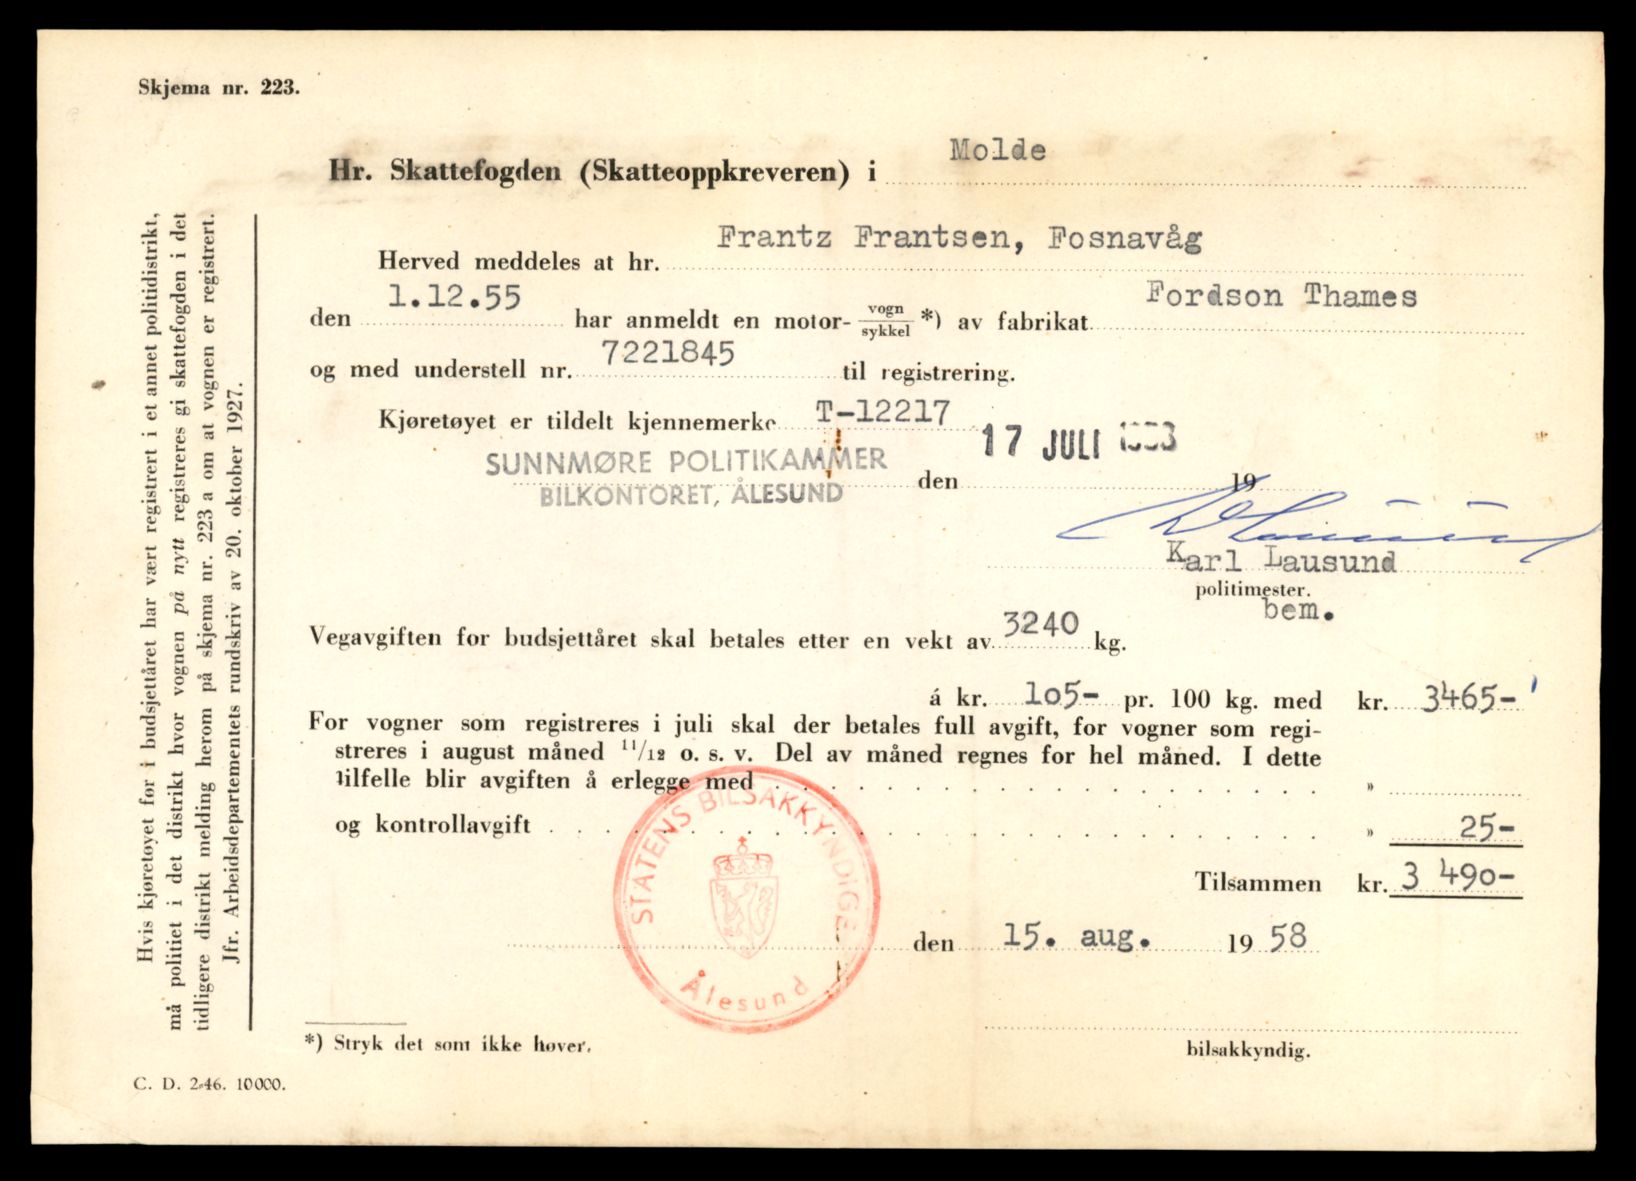 Skjema nr. 223.
Hr. Skattefogden (Skatteoppkreveren) i Molde
Herved meddeles at hr. Frantz Frantsen, Fosnavåg
den 1.12.55 har anmeldt en motor- vogn/sykkel *) av fabrikat Fordson Thames
og med understell nr. 7221845 til registrering.
Kjøretøyet er tildelt kjennemerke T-12217
SUNNMØRE POLITIKAMMER
BILKONTORET, ÅLESUND
den 17 JULI 19
Karl Lausund
politimester.
bem.
Vegavgiften for budsjettåret skal betales etter en vekt av 3240 kg.
á kr. 105- pr. 100 kg. med kr. 3465-
For vogner som registreres i juli skal der betales full avgift, for vogner som regi-
streres i august måned 11/12 o. s. v. Del av måned regnes for hel måned. I dette
tilfelle blir avgiften å erlegge med »
og kontrollavgift » 25-
Tilsammen kr. 3 490-
den 15. aug. 1958
STATENS BILSAKKYNDIGE
Ålesund
*) Stryk det som ikke høver.
bilsakkyndig.
C. D. 2-46. 10000.
Hvis kjøretøyet før i budsjettåret har vært registrert i et annet politidistrikt,
må politiet i det distrikt hvor vognen på nytt registreres gi skattefogden i det
tidligere distrikt melding herom på skjema nr. 223 a om at vognen er registrert.
Jfr. Arbeidsdepartementets rundskriv av 20. oktober 1927.